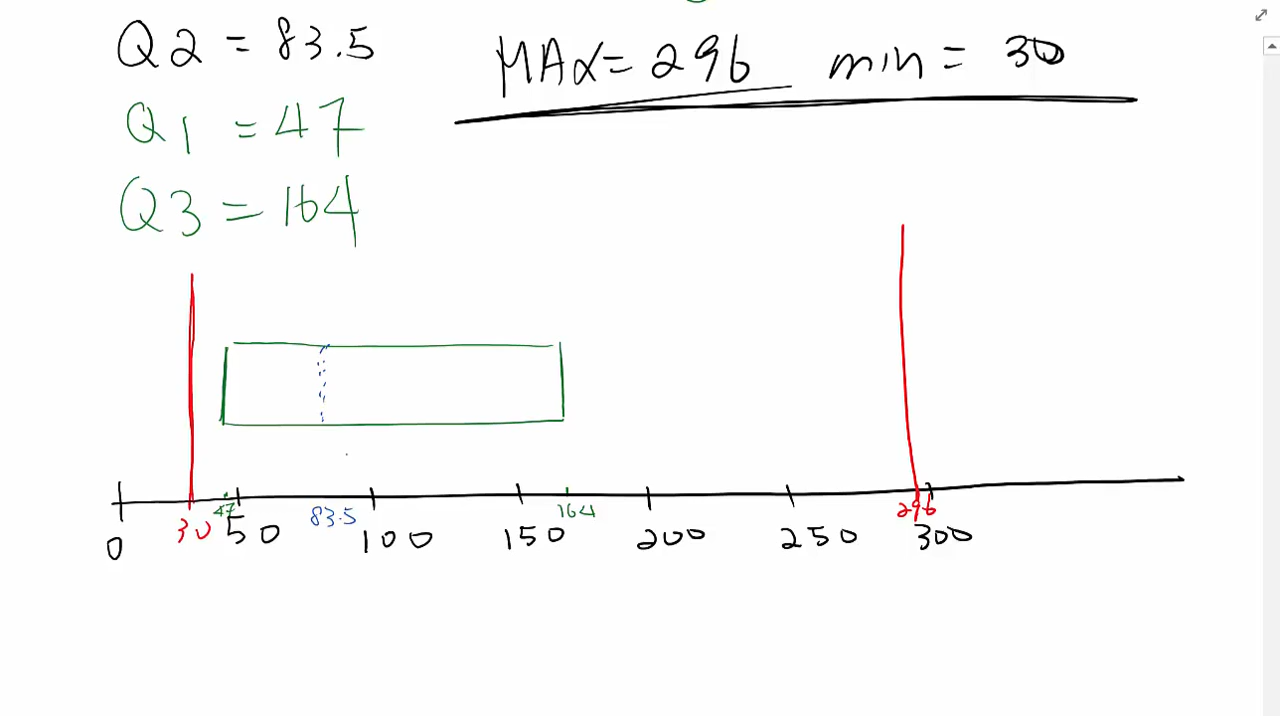 Q2 = 83.5
MAx = 296 min = 30
Q1 = 47
Q3 = 164
30 47 83.5 164 296
0 50 100 150 200 250 300